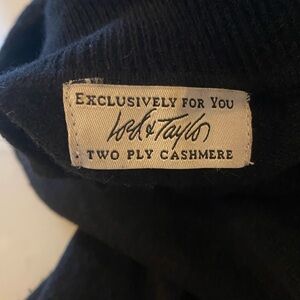 EXCLUSIVELY FOR YOU
Lord & Taylor
TWO PLY CASHMERE